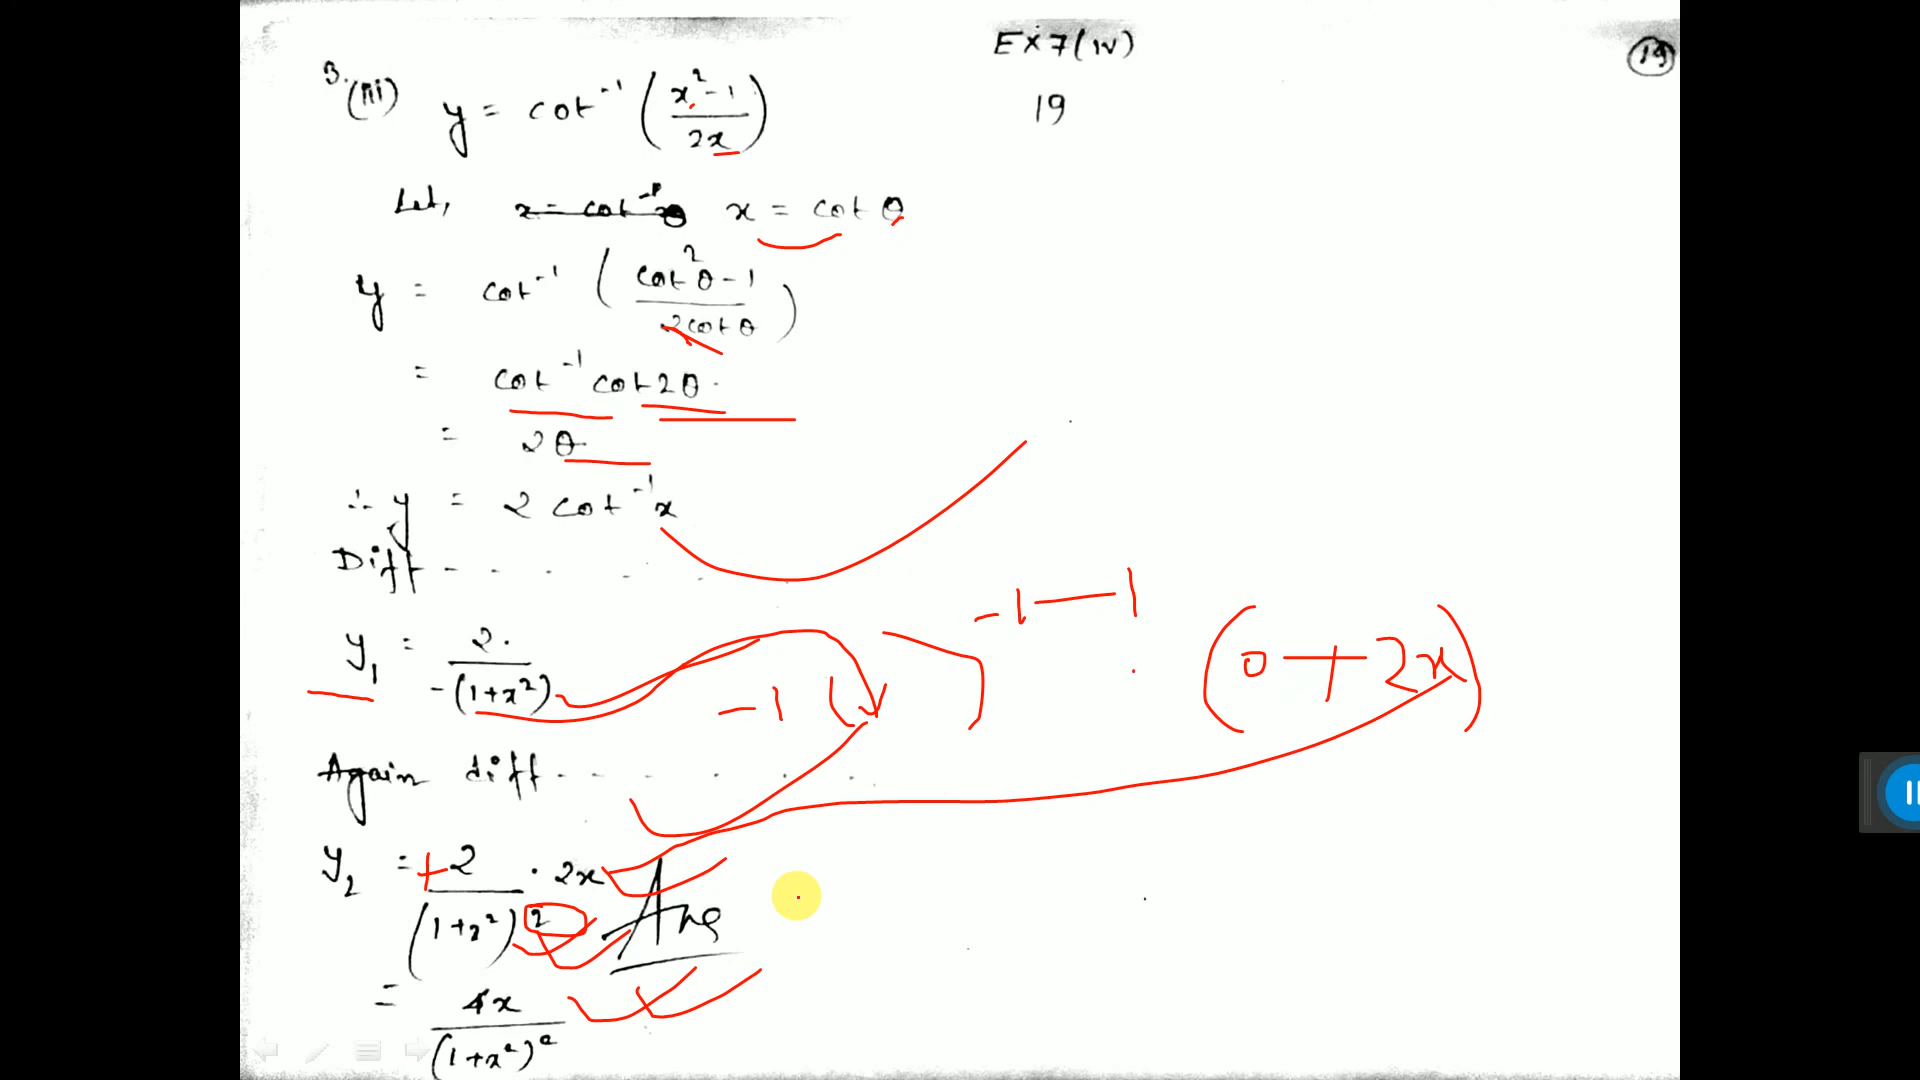 Ex 7(iv)
19
19
3.(iii) y = cot⁻¹ (x²-1 / 2x)
Let, x = cot⁻¹ θ x = cot θ
y = cot⁻¹ (cot²θ-1 / 2cot θ)
= cot⁻¹ cot 2θ.
= 2θ
∴ y = 2 cot⁻¹x
Diff - . . . .
y₁ = 2. / -(1+x²)
-1-1
-1 ( ) (0+2x)
Again diff . . . . . .
y₂ = +2 / (1+x²)² . 2x
Ans
= 4x / (1+x²)²